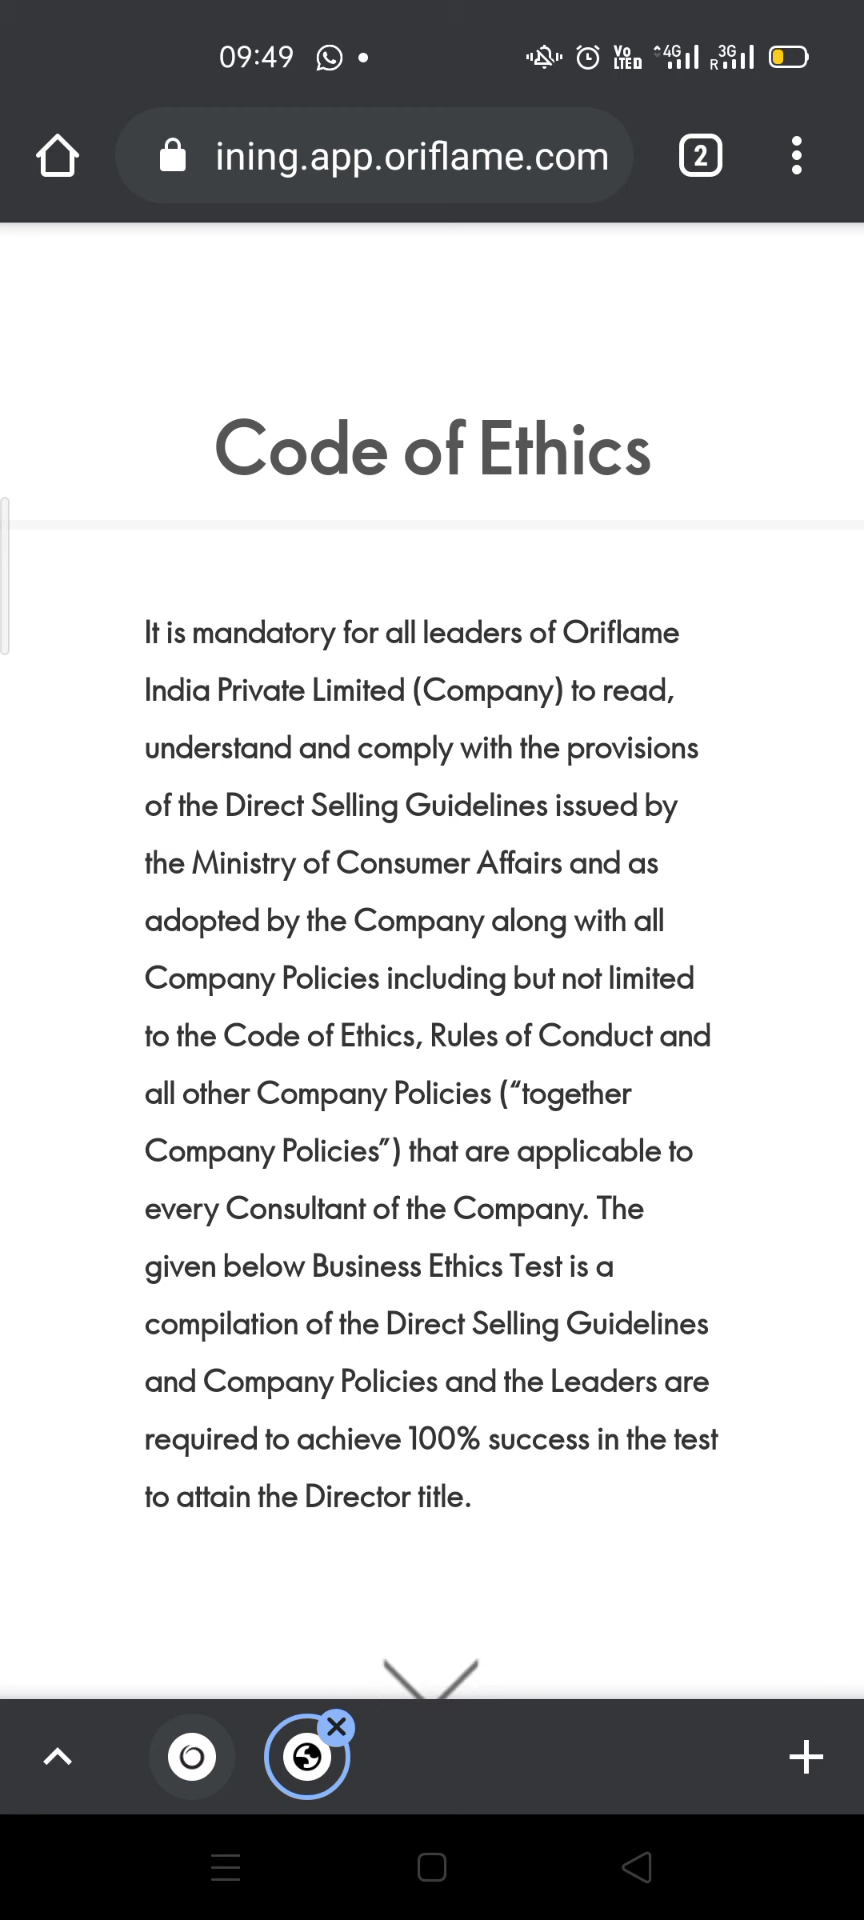 09:49
Vo
LTED
4G
R 3G
ining.app.oriflame.com
2
Code of Ethics
It is mandatory for all leaders of Oriflame
India Private Limited (Company) to read,
understand and comply with the provisions
of the Direct Selling Guidelines issued by
the Ministry of Consumer Affairs and as
adopted by the Company along with all
Company Policies including but not limited
to the Code of Ethics, Rules of Conduct and
all other Company Policies (“together
Company Policies”) that are applicable to
every Consultant of the Company. The
given below Business Ethics Test is a
compilation of the Direct Selling Guidelines
and Company Policies and the Leaders are
required to achieve 100% success in the test
to attain the Director title.